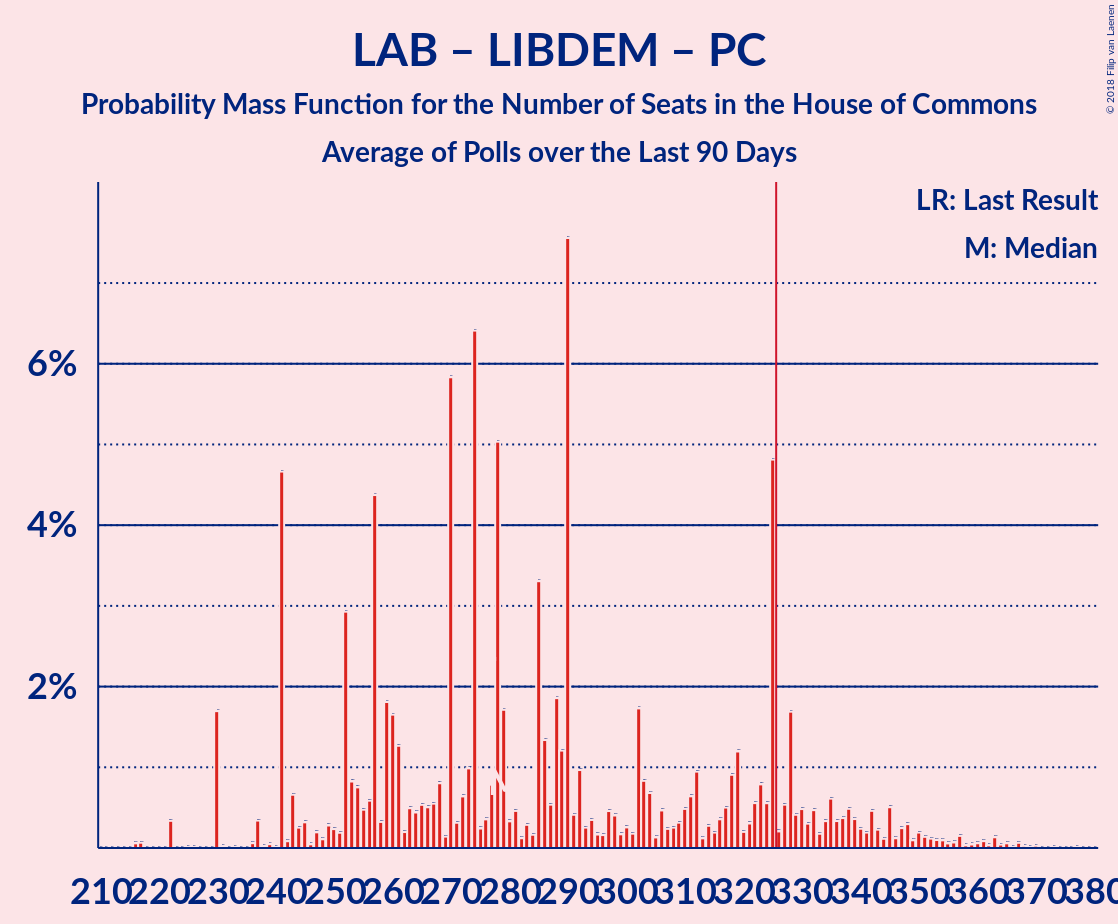 LAB – LIBDEM – PC
Probability Mass Function for the Number of Seats in the House of Commons
Average of Polls over the Last 90 Days
© 2018 Filip van Laenen
LR: Last Result
M: Median
6%
4%
2%
210 220 230 240 250 260 270 280 290 300 310 320 330 340 350 360 370 380